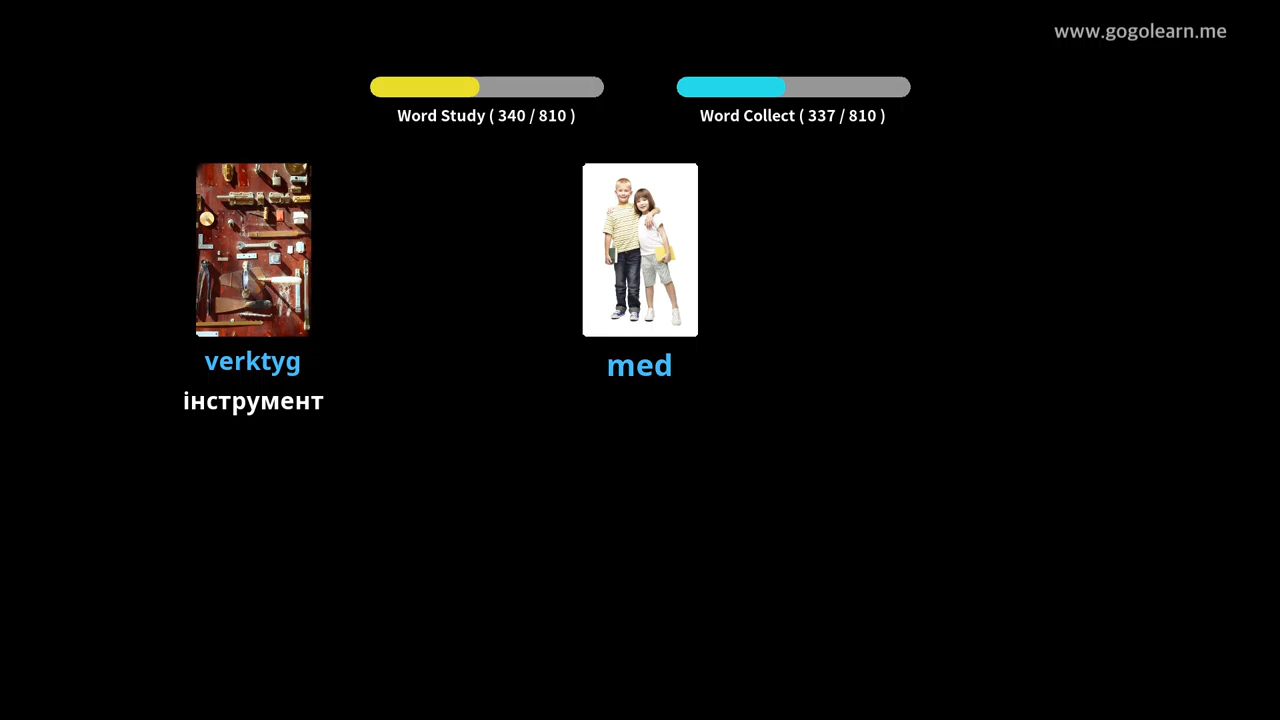 www.gogolearn.me
Word Study ( 340 / 810 )
Word Collect ( 337 / 810 )
verktyg
інструмент
med